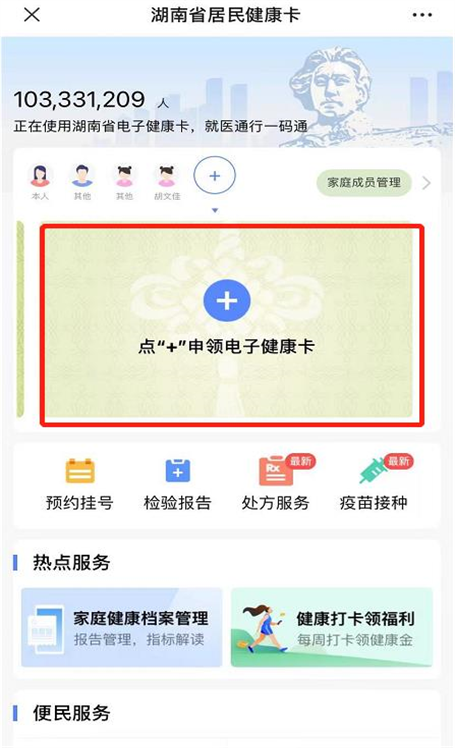 湖南省居民健康卡
103,331,209 人
正在使用湖南省电子健康卡，就医通行一码通
本人
其他
其他
胡文佳
家庭成员管理
点“+”申领电子健康卡
最新
最新
预约挂号
检验报告
处方服务
疫苗接种
热点服务
家庭健康档案管理
报告管理，指标解读
健康打卡领福利
每周打卡领健康金
便民服务